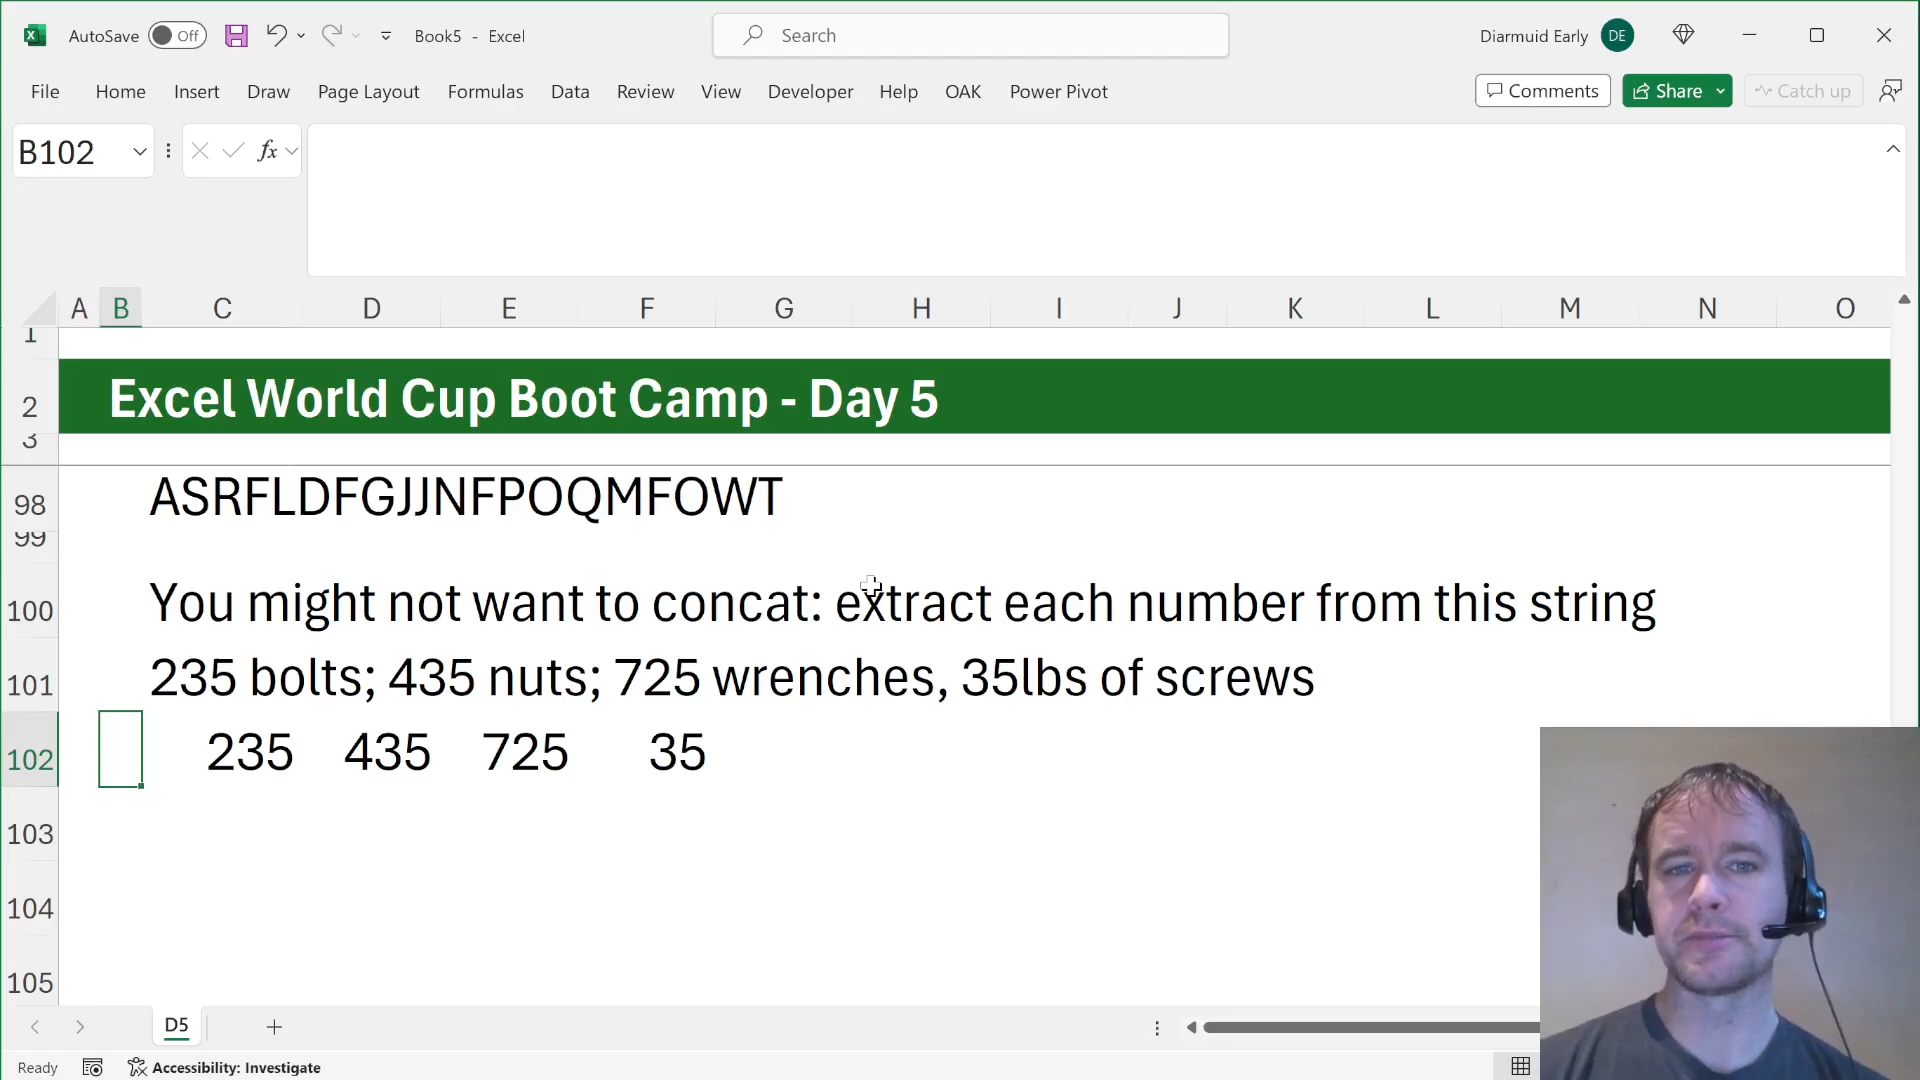 AutoSave Off Book5 - Excel Search Diarmuid Early DE
File Home Insert Draw Page Layout Formulas Data Review View Developer Help OAK Power Pivot Comments Share Catch up
B102 fx
A B C D E F G H I J K L M N O
1
2 Excel World Cup Boot Camp - Day 5
3
98 ASRFLDFGJJNFPOQMFOWT
99
100 You might not want to concat: extract each number from this string
101 235 bolts; 435 nuts; 725 wrenches, 35lbs of screws
102 235 435 725 35
103
104
105
D5
Ready Accessibility: Investigate